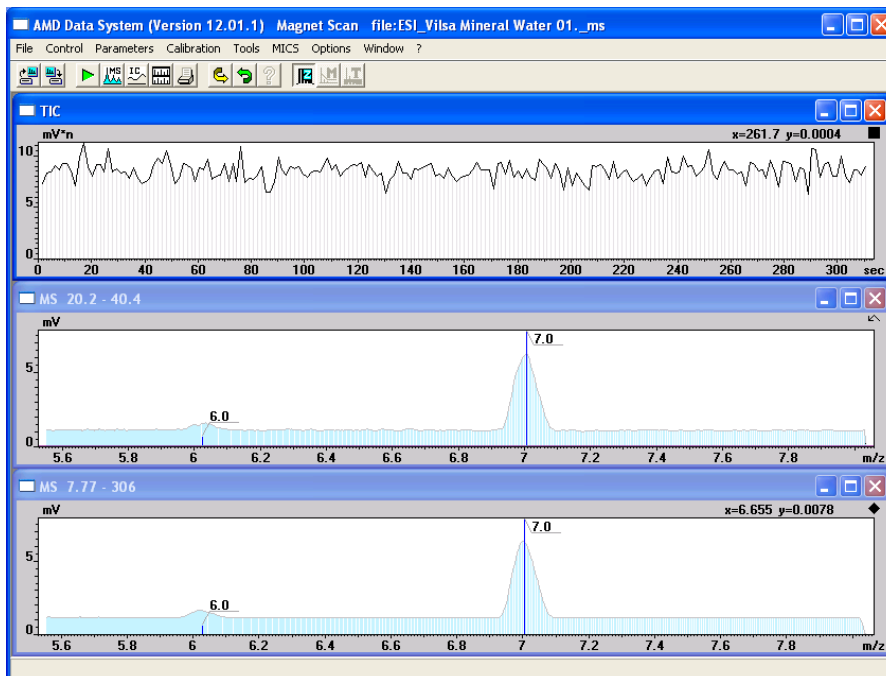 AMD Data System (Version 12.01.1) Magnet Scan file:ESI_Vilsa Mineral Water 01._ms
File Control Parameters Calibration Tools MICS Options Window ?
MS IC
TIC
mV*n x=261.7 y=0.0004
10
5
0
0 20 40 60 80 100 120 140 160 180 200 220 240 260 280 300 sec
MS 20.2 - 40.4
mV
7.0
5
6.0
0
5.6 5.8 6 6.2 6.4 6.6 6.8 7 7.2 7.4 7.6 7.8 m/z
MS 7.77 - 306
mV x=6.655 y=0.0078
7.0
5
6.0
0
5.6 5.8 6 6.2 6.4 6.6 6.8 7 7.2 7.4 7.6 7.8 m/z